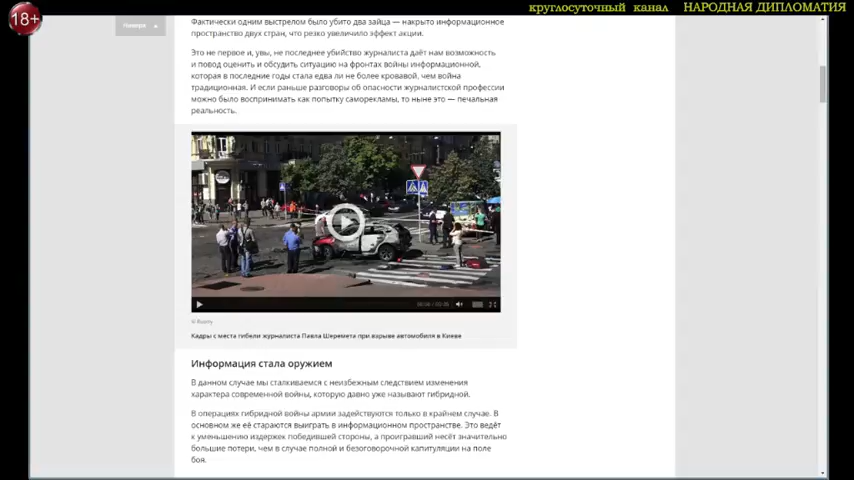 18+
круглосуточный канал НАРОДНАЯ ДИПЛОМАТИЯ
Наверх
Фактически одним выстрелом было убито два зайца — накрыто информационное
пространство двух стран, что резко увеличило эффект акции.
Это не первое и, увы, не последнее убийство журналиста даёт нам возможность
и повод оценить и обсудить ситуацию на фронтах войны информационной,
которая в последние годы стала едва ли не более кровавой, чем война
традиционная. И если раньше разговоры об опасности журналистской профессии
можно было воспринимать как попытку саморекламы, то ныне это — печальная
реальность.
© Ruptly
Кадры с места гибели журналиста Павла Шеремета при взрыве автомобиля в Киеве
Информация стала оружием
В данном случае мы сталкиваемся с неизбежным следствием изменения
характера современной войны, которую давно уже называют гибридной.
В операциях гибридной войны армии задействуются только в крайнем случае. В
основном же её стараются выиграть в информационном пространстве. Это ведёт
к уменьшению издержек победившей стороны, а проигравший несёт значительно
большие потери, чем в случае полной и безоговорочной капитуляции на поле
боя.